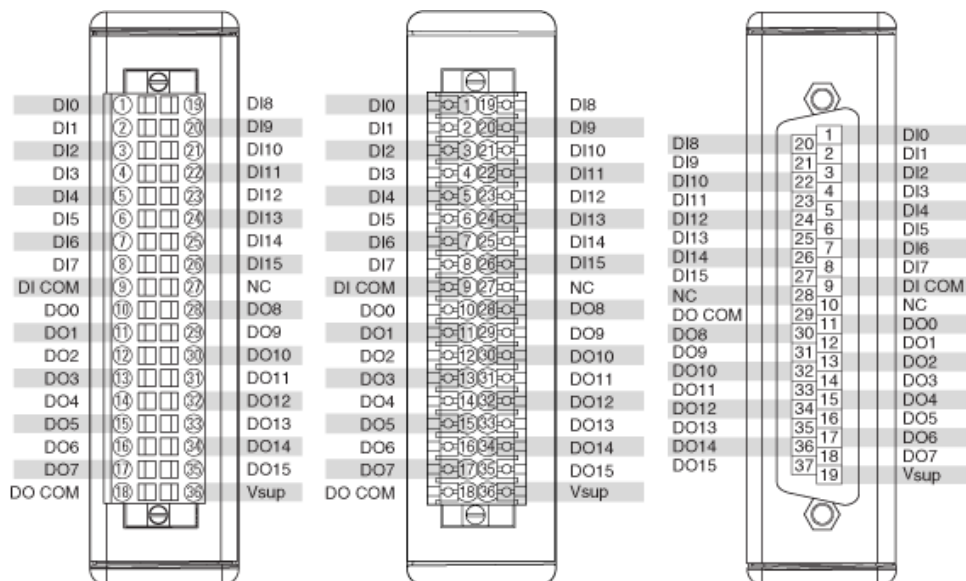 DI0 1 19 DI8
DI1 2 20 DI9
DI2 3 21 DI10
DI3 4 22 DI11
DI4 5 23 DI12
DI5 6 24 DI13
DI6 7 25 DI14
DI7 8 26 DI15
DI COM 9 27 NC
DO0 10 28 DO8
DO1 11 29 DO9
DO2 12 30 DO10
DO3 13 31 DO11
DO4 14 32 DO12
DO5 15 33 DO13
DO6 16 34 DO14
DO7 17 35 DO15
DO COM 18 36 Vsup
DI0 1 19 DI8
DI1 2 20 DI9
DI2 3 21 DI10
DI3 4 22 DI11
DI4 5 23 DI12
DI5 6 24 DI13
DI6 7 25 DI14
DI7 8 26 DI15
DI COM 9 27 NC
DO0 10 28 DO8
DO1 11 29 DO9
DO2 12 30 DO10
DO3 13 31 DO11
DO4 14 32 DO12
DO5 15 33 DO13
DO6 16 34 DO14
DO7 17 35 DO15
DO COM 18 36 Vsup
1 DI0
DI8 20
2 DI1
DI9 21
3 DI2
DI10 22
4 DI3
DI11 23
5 DI4
DI12 24
6 DI5
DI13 25
7 DI6
DI14 26
8 DI7
DI15 27
9 DI COM
NC 28
10 NC
DO COM 29
11 DO0
DO8 30
12 DO1
DO9 31
13 DO2
DO10 32
14 DO3
DO11 33
15 DO4
DO12 34
16 DO5
DO13 35
17 DO6
DO14 36
18 DO7
DO15 37
19 Vsup